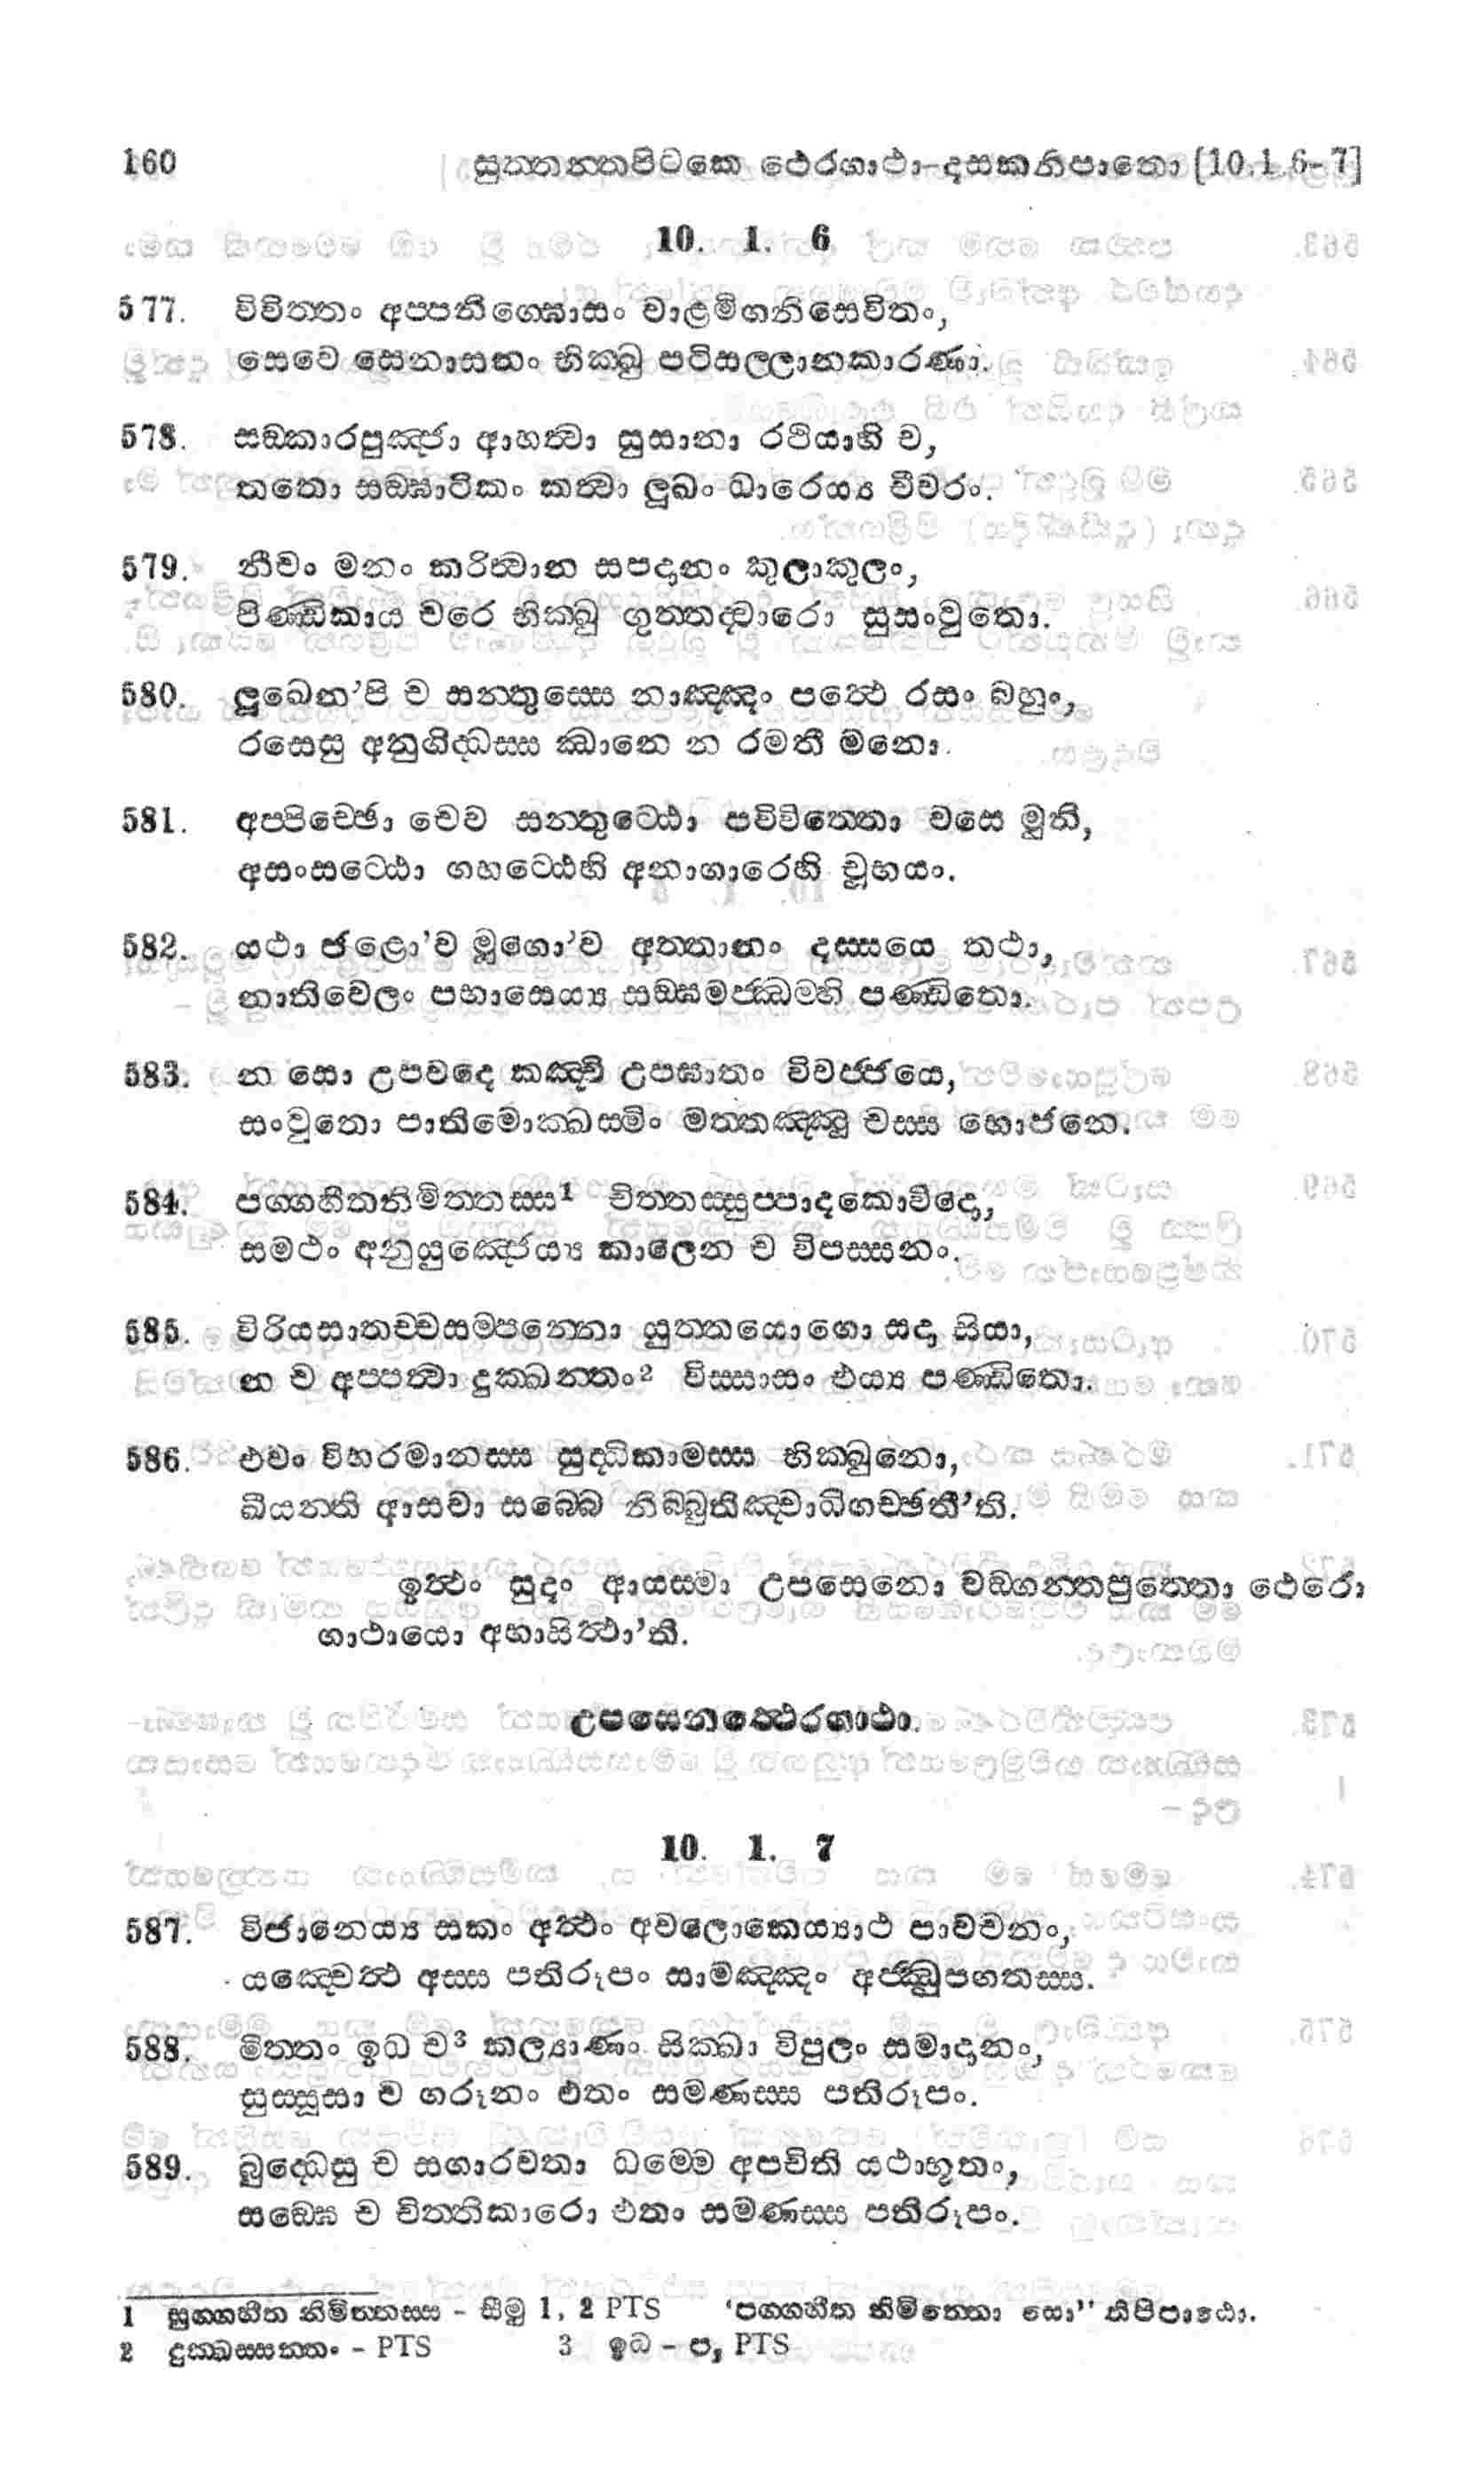 160 සුත්තන්තපිටකෙ ථෙරගාථා-දසකනිපාතො [10.1.6-7]
10. 1. 6
577. විවිත්තං අප්පනිග්ඝොසං වාළමිගනිසෙවිතං,
සෙවෙ සෙනාසනං භික්ඛු පටිසල්ලානකාරණා.
578. සඞ්කාරපුඤ්ජා ආහත්වා සුසානා රථියාහි ච,
තතො සඞ්ඝාටිකං කත්වා ලූඛං ධාරෙය්‍ය චීවරං.
579. නීචං මනං කරිත්වාන සපදානං කුලාකුලං,
පිණ්ඩිකාය චරෙ භික්ඛු ගුත්තද්වාරො සුසංවුතො.
580. ලූඛෙන'පි ච සන්තුස්සෙ නාඤ්ඤං පත්ථෙ රසං බහුං,
රසෙසු අනුගිද්ධස්ස ඣානෙ න රමතී මනො.
581. අප්පිච්ඡො චෙව සන්තුට්ඨො පවිවිත්තො වසෙ මුනි,
අසංසට්ඨො ගහට්ඨෙහි අනාගාරෙහි චූභයං.
582. යථා ජළො'ව මූගො'ව අත්තානං දස්සයෙ තථා,
නාතිවෙලං පභාසෙය්‍ය සඞ්ඝමජ්ඣම්හි පණ්ඩිතො.
583. න සො උපවදෙ කඤ්චි උපඝාතං විවජ්ජයෙ,
සංවුතො පාතිමොක්ඛස්මිං මත්තඤ්ඤූ චස්ස භොජනෙ.
584. පග්ගහීතනිමිත්තස්ස¹ චිත්තස්සුප්පාදකොවිදො,
සමථං අනුයුඤ්ජෙය්‍ය කාලෙන ච විපස්සනං.
585. විරියසාතච්චසම්පන්නො යුත්තයොගො සදා සියා,
න ච අප්පත්වා දුක්ඛන්තං² විස්සාසං එය්‍ය පණ්ඩිතො.
586. එවං විහරමානස්ස සුද්ධිකාමස්ස භික්ඛුනො,
ඛීයන්ති ආසවා සබ්බෙ නිබ්බුතිඤ්චාධිගච්ඡතී'ති.
ඉත්ථං සුදං ආයස්මා උපසෙනො වඞ්ගන්තපුත්තො ථෙරො
ගාථායො අභාසිත්ථා'ති.
උපසෙනත්ථෙරගාථා.
10. 1. 7
587. විජානෙය්‍ය සකං අත්ථං අවලොකෙය්‍යාථ පාවචනං,
යඤ්චෙත්ථ අස්ස පතිරූපං සාමඤ්ඤං අජ්ඣුපගතස්ස.
588. මිත්තං ඉධ ච³ කල්‍යාණං සික්ඛා විපුලං සමාදානං,
සුස්සූසා ච ගරූනං එතං සමණස්ස පතිරූපං.
589. බුද්ධෙසු ච සගාරවතා ධම්මෙ අපචිති යථාභූතං,
සඞ්ඝෙ ච චිත්තිකාරො එතං සමණස්ස පතිරූපං.
1 සුග්ගහීත නිමිත්තස්ස - සීමු 1, 2 PTS 'පග්ගහීත නිමිත්තො සො'' තිපිපාඨො.
2 දුක්ඛස්සන්තං - PTS 3 ඉධ - ප, PTS